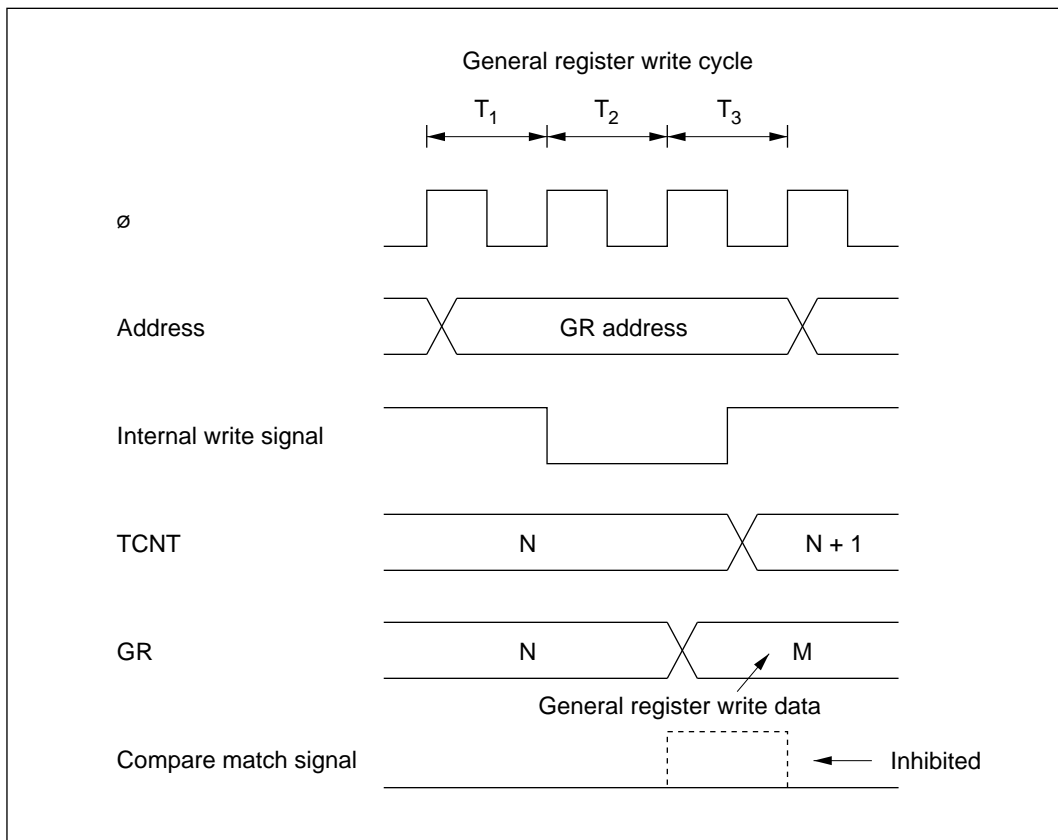 General register write cycle
T1 T2 T3
ø
Address GR address
Internal write signal
TCNT N N + 1
GR N M
General register write data
Compare match signal Inhibited